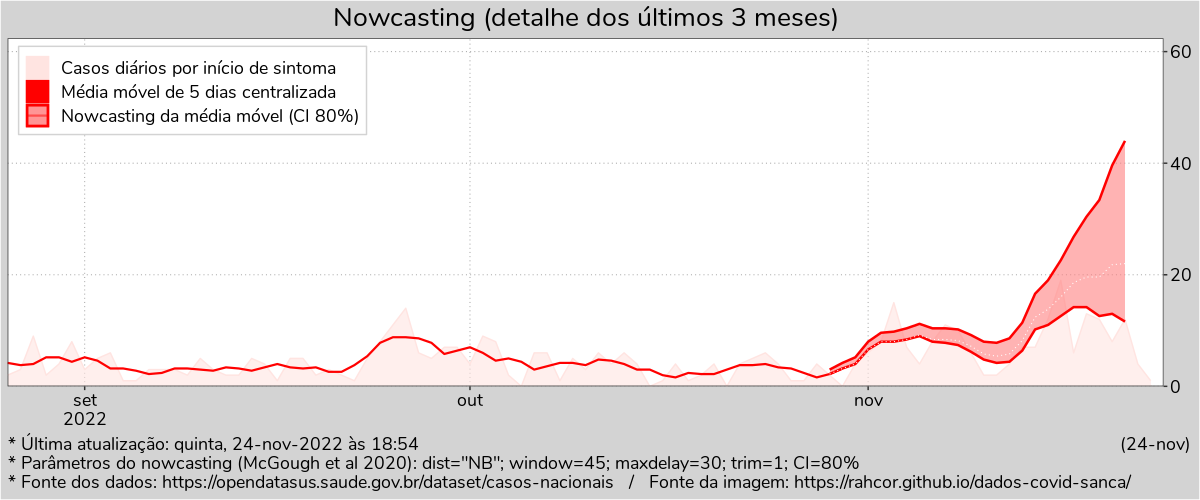 Nowcasting (detalhe dos últimos 3 meses)
Casos diários por início de sintoma
Média móvel de 5 dias centralizada
Nowcasting da média móvel (CI 80%)
60
40
20
0
set
2022
out
nov
* Última atualização: quinta, 24-nov-2022 às 18:54
(24-nov)
* Parâmetros do nowcasting (McGough et al 2020): dist="NB"; window=45; maxdelay=30; trim=1; CI=80%
* Fonte dos dados: https://opendatasus.saude.gov.br/dataset/casos-nacionais / Fonte da imagem: https://rahcor.github.io/dados-covid-sanca/